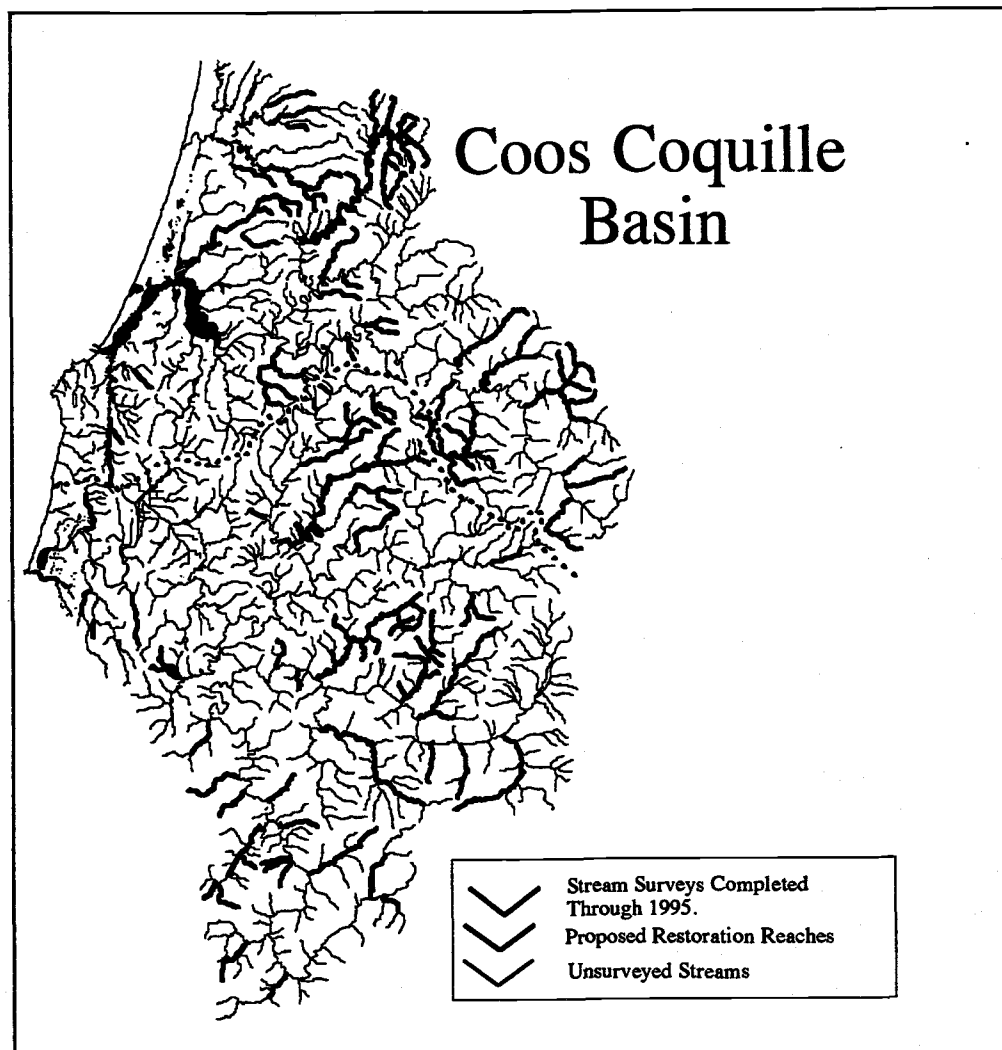 Coos Coquille
Basin
Stream Surveys Completed
Through 1995.
Proposed Restoration Reaches
Unsurveyed Streams